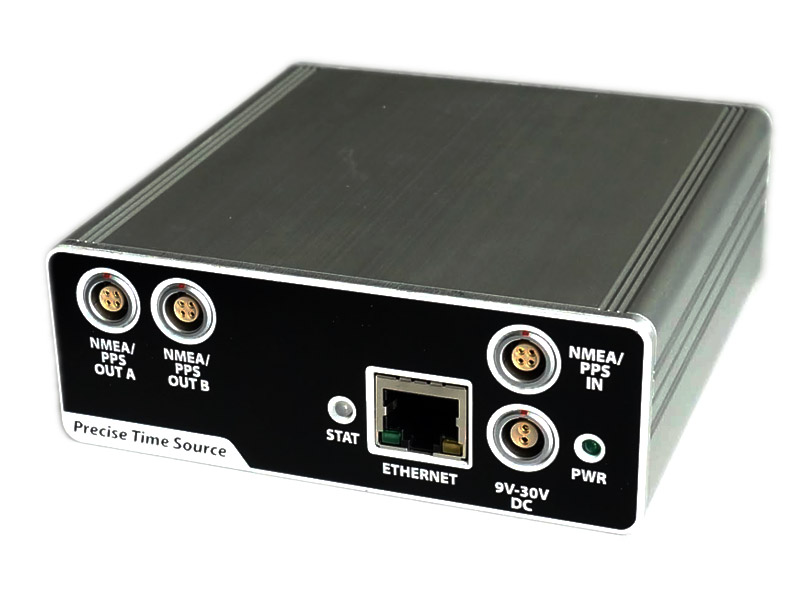 NMEA/
PPS
OUT A
NMEA/
PPS
OUT B
Precise Time Source
STAT
ETHERNET
NMEA/
PPS
IN
9V-30V
DC
PWR